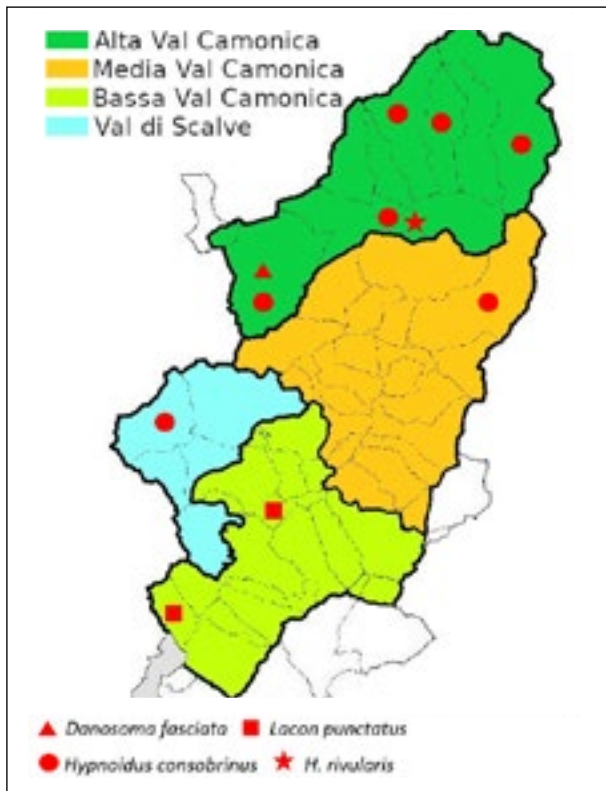 Alta Val Camonica
Media Val Camonica
Bassa Val Camonica
Val di Scalve
Danosoma fasciata Lacon punctatus
Hypnoidus consobrinus H. rivularis